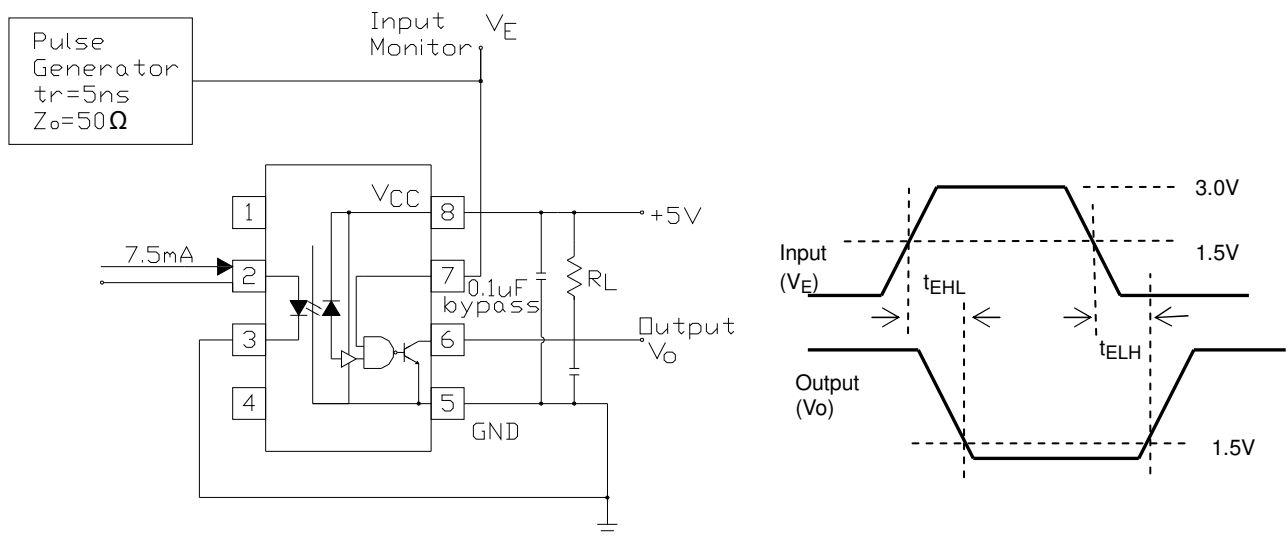 Pulse
Generator
tr=5ns
Zo=50Ω
Input
Monitor
VE
VCC
1
2
3
4
8
7
6
5
7.5mA
+5V
0.1uF
bypass
RL
Output
Vo
GND
Input
(VE)
3.0V
1.5V
tEHL
tELH
Output
(Vo)
1.5V